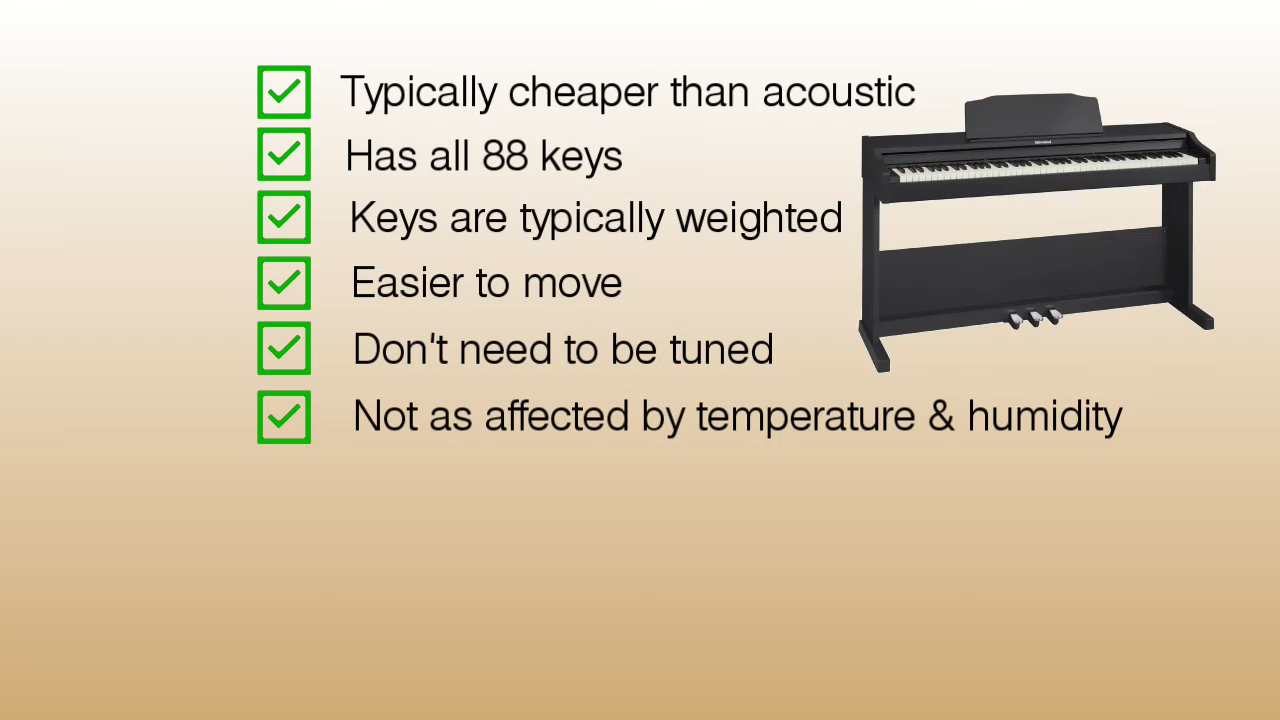 Typically cheaper than acoustic
Has all 88 keys
Keys are typically weighted
Easier to move
Don't need to be tuned
Not as affected by temperature & humidity